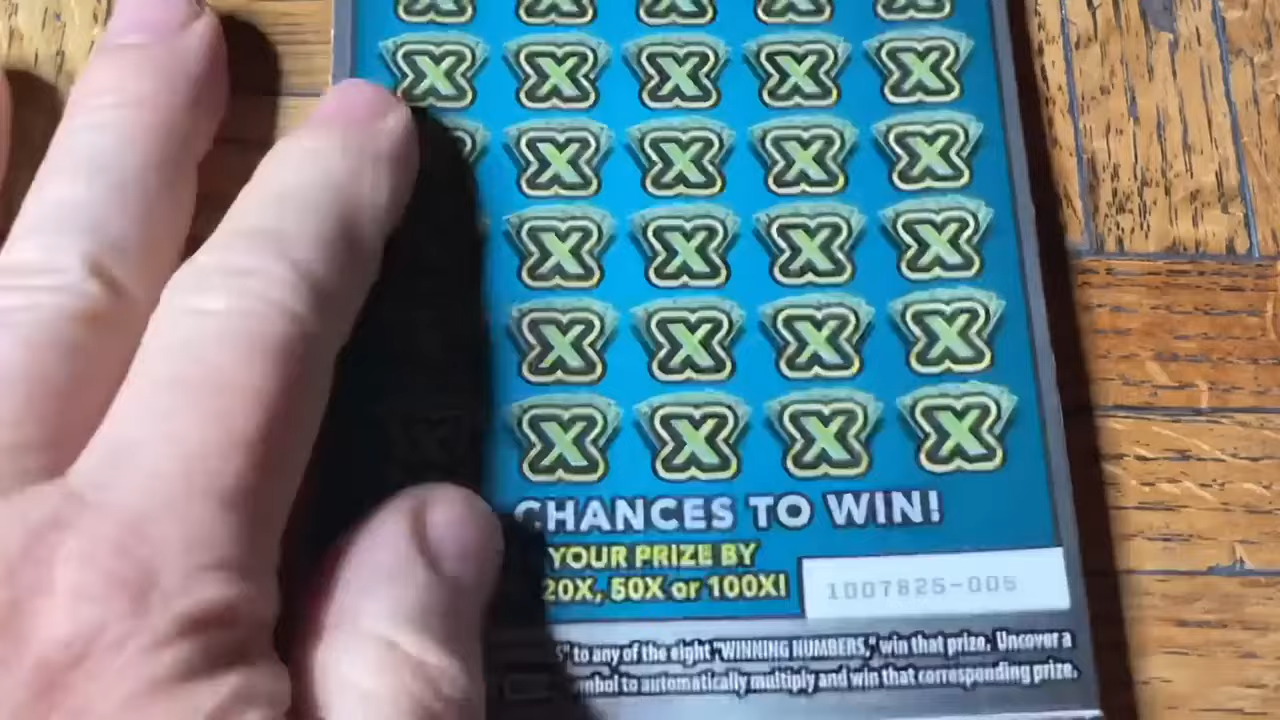 X X X X X
X X X X X
X X X X
X X X X
X X X X
X X X X
CHANCES TO WIN!
YOUR PRIZE BY
20X, 50X or 100X!
1007825-005
to any of the eight "WINNING NUMBERS," win that prize. Uncover a
to automatically multiply and win that corresponding prize.